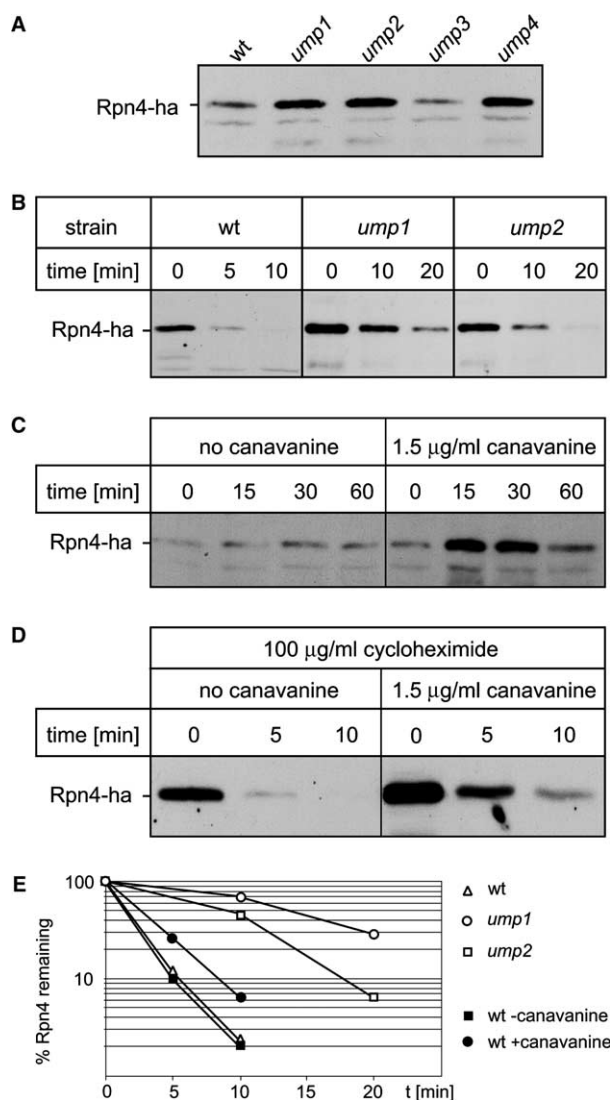 A
wt ump1 ump2 ump3 ump4
Rpn4-ha
B
strain wt ump1 ump2
time [min] 0 5 10 0 10 20 0 10 20
Rpn4-ha
C
no canavanine 1.5 μg/ml canavanine
time [min] 0 15 30 60 0 15 30 60
Rpn4-ha
D
100 μg/ml cycloheximide
no canavanine 1.5 μg/ml canavanine
time [min] 0 5 10 0 5 10
Rpn4-ha
E
% Rpn4 remaining
100
10
0 5 10 15 20 t [min]
wt
ump1
ump2
wt -canavanine
wt +canavanine